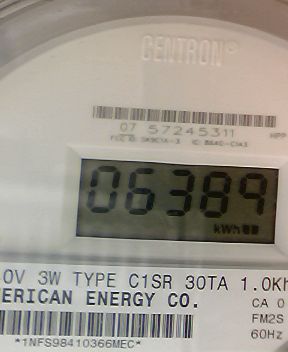 CENTRON®
07 57245311
06389
kWh
0V 3W TYPE C1SR 30TA 1.0Kh
ERICAN ENERGY CO.
CA 0
FM2S
60Hz
*1NFS98410366MEC*